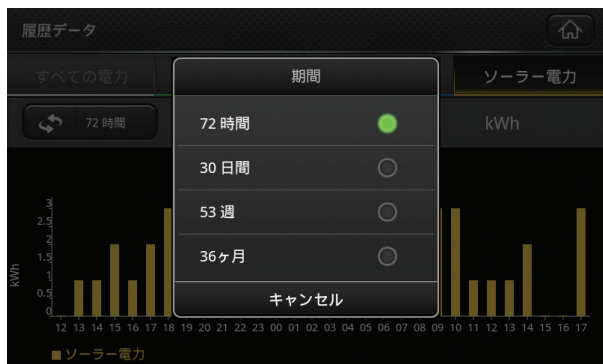 履歴データ
すべての電力
ソーラー電力
72 時間
kWh
期間
72 時間
30 日間
53 週
36ヶ月
キャンセル
kWh
3
2.5
2
1.5
1
0.5
0
12 13 14 15 16 17 18 19 20 21 22 23 00 01 02 03 04 05 06 07 08 09 10 11 12 13 14 15 16 17
ソーラー電力